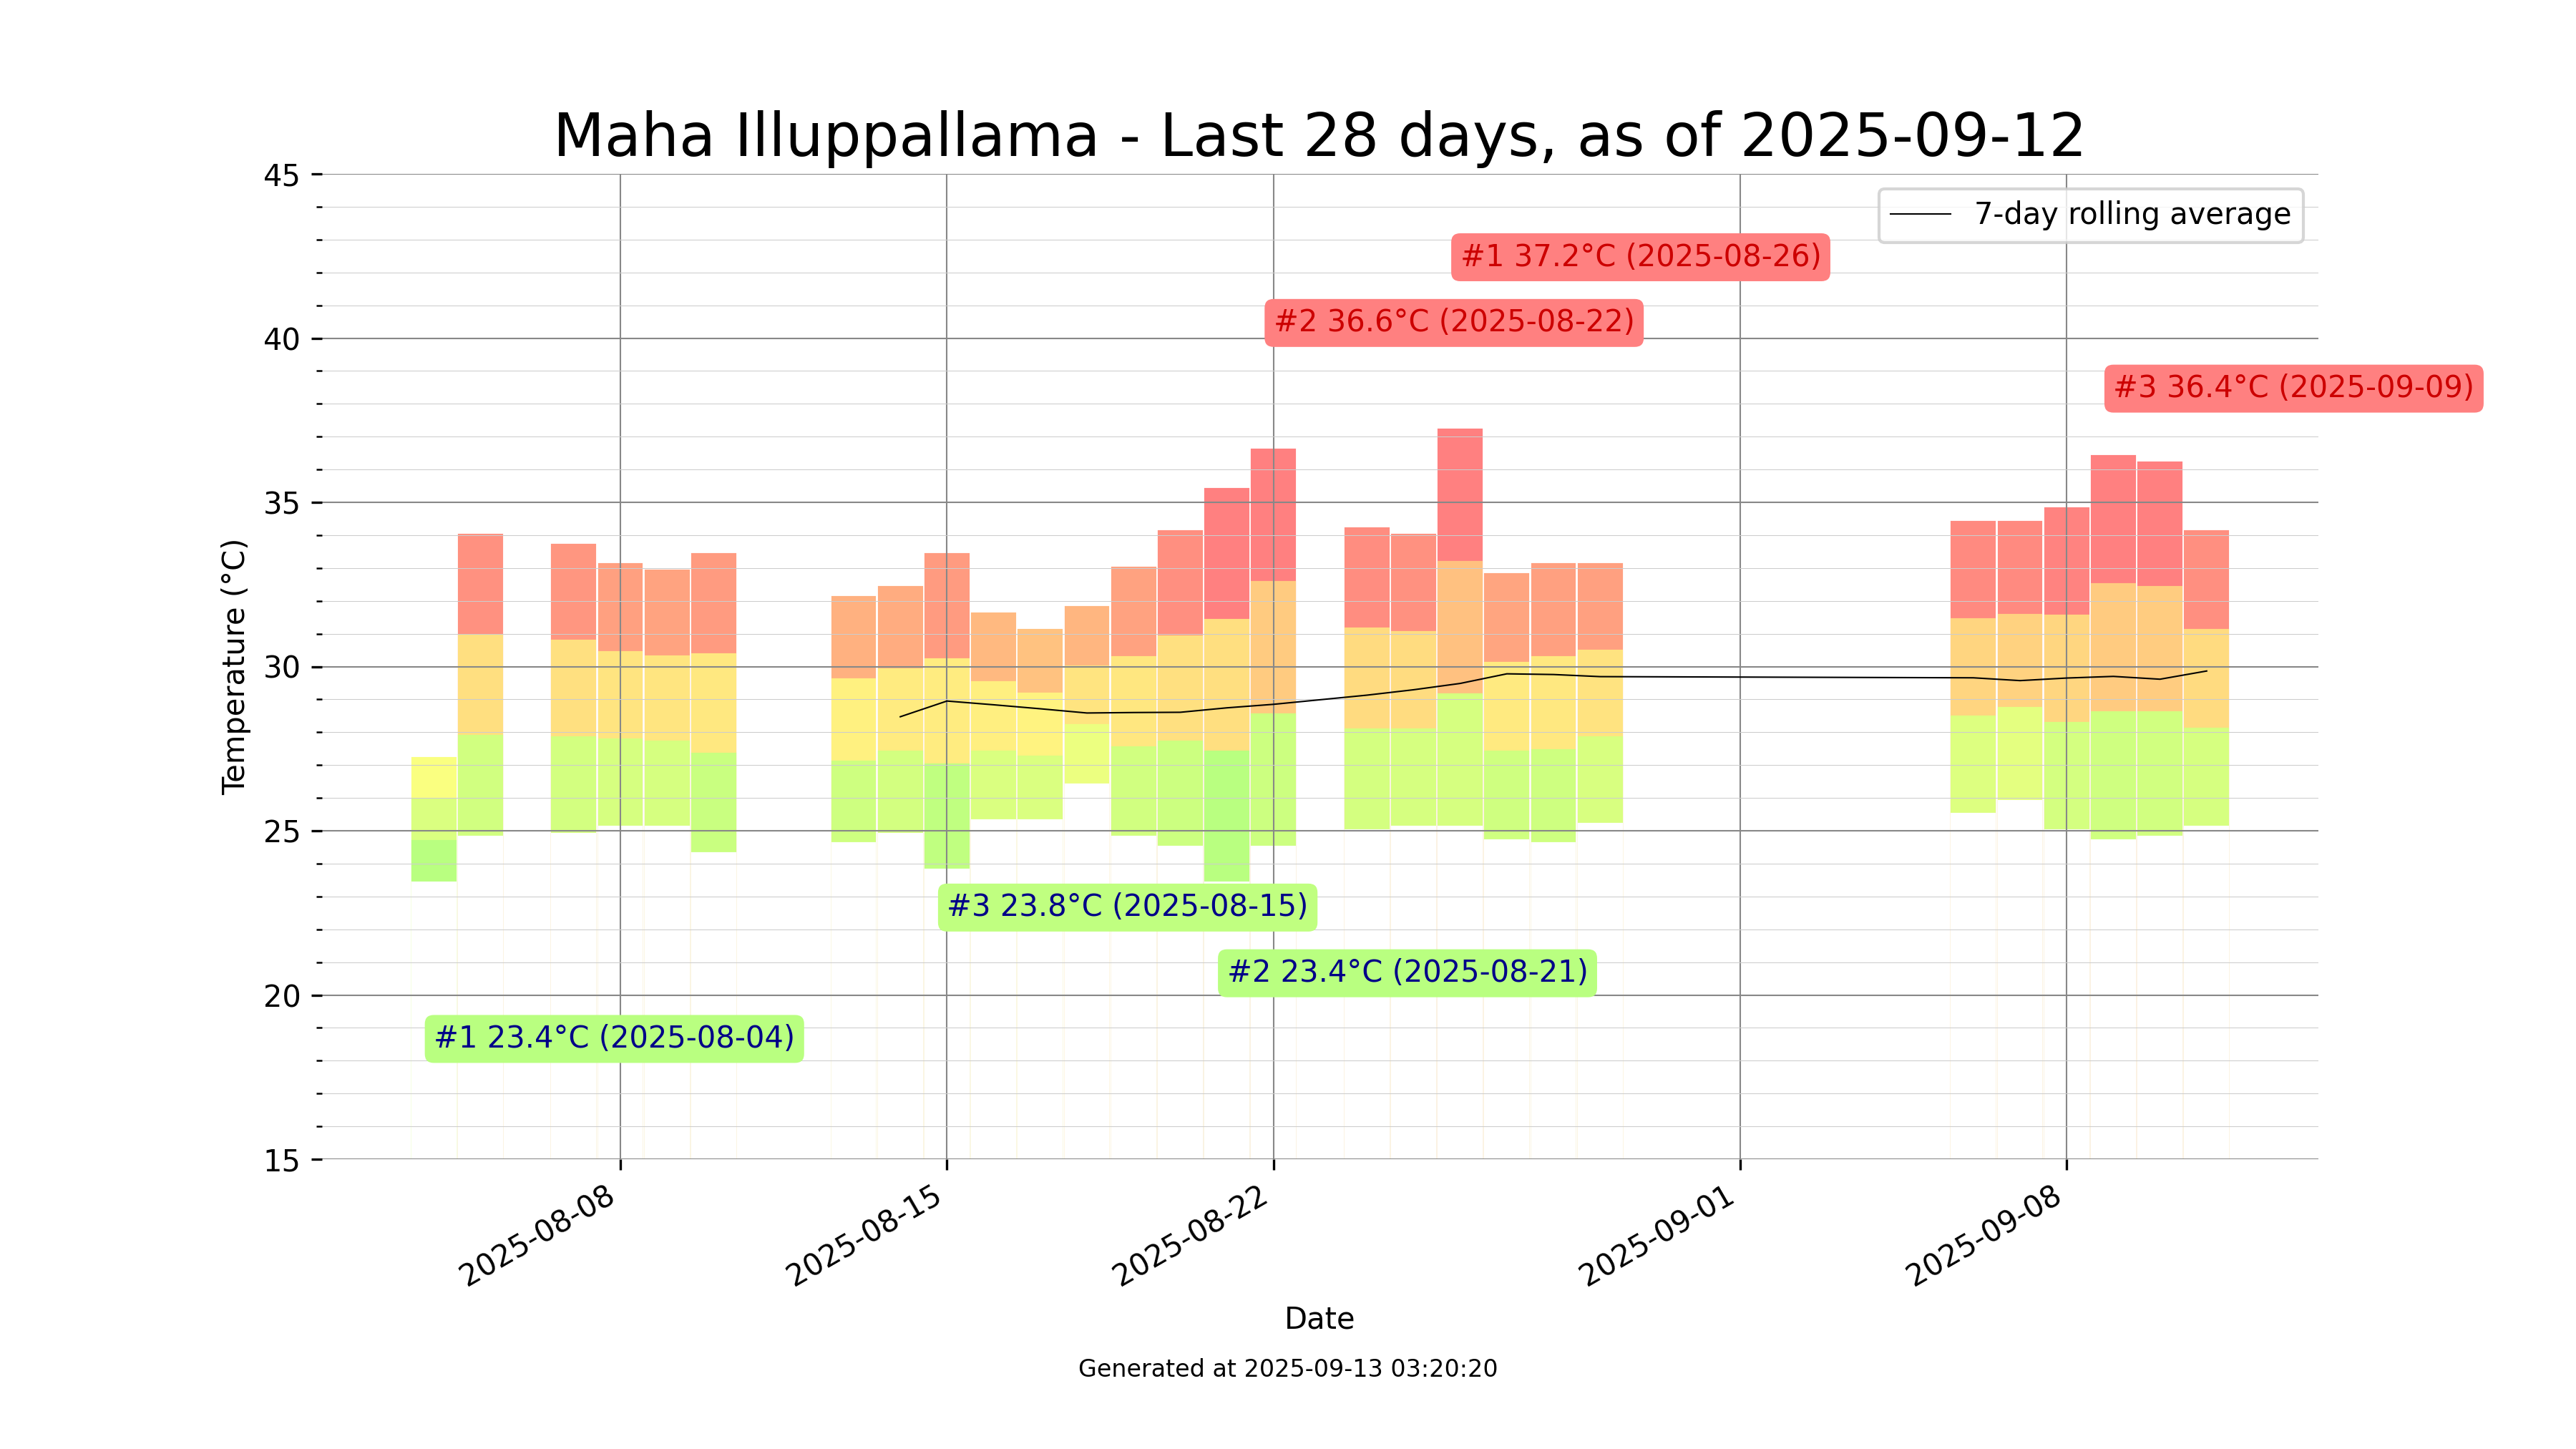 Maha Illuppallama - Last 28 days, as of 2025-09-12
7-day rolling average
#1 37.2°C (2025-08-26)
#2 36.6°C (2025-08-22)
#3 36.4°C (2025-09-09)
#3 23.8°C (2025-08-15)
#2 23.4°C (2025-08-21)
#1 23.4°C (2025-08-04)
Temperature (°C)
45
40
35
30
25
20
15
2025-08-08
2025-08-15
2025-08-22
2025-09-01
2025-09-08
Date
Generated at 2025-09-13 03:20:20